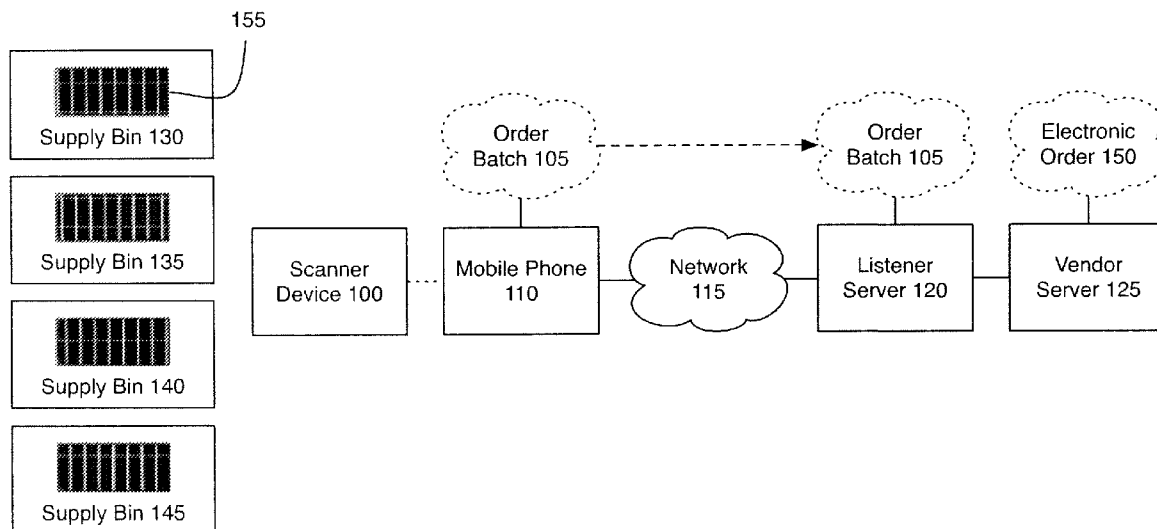 155
Supply Bin 130
Supply Bin 135
Supply Bin 140
Supply Bin 145
Scanner
Device 100
Order
Batch 105
Mobile Phone
110
Network
115
Order
Batch 105
Listener
Server 120
Electronic
Order 150
Vendor
Server 125